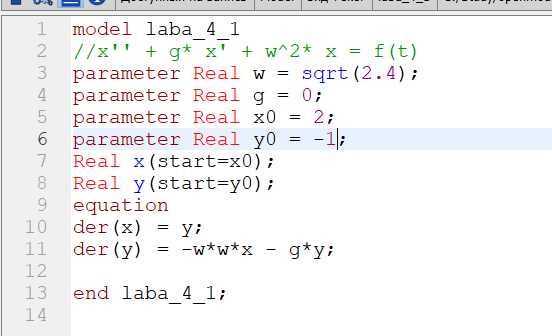 1 model laba_4_1
2 //x'' + g* x' + w^2* x = f(t)
3 parameter Real w = sqrt(2.4);
4 parameter Real g = 0;
5 parameter Real x0 = 2;
6 parameter Real y0 = -1;
7 Real x(start=x0);
8 Real y(start=y0);
9 equation
10 der(x) = y;
11 der(y) = -w*w*x - g*y;
12
13 end laba_4_1;
14